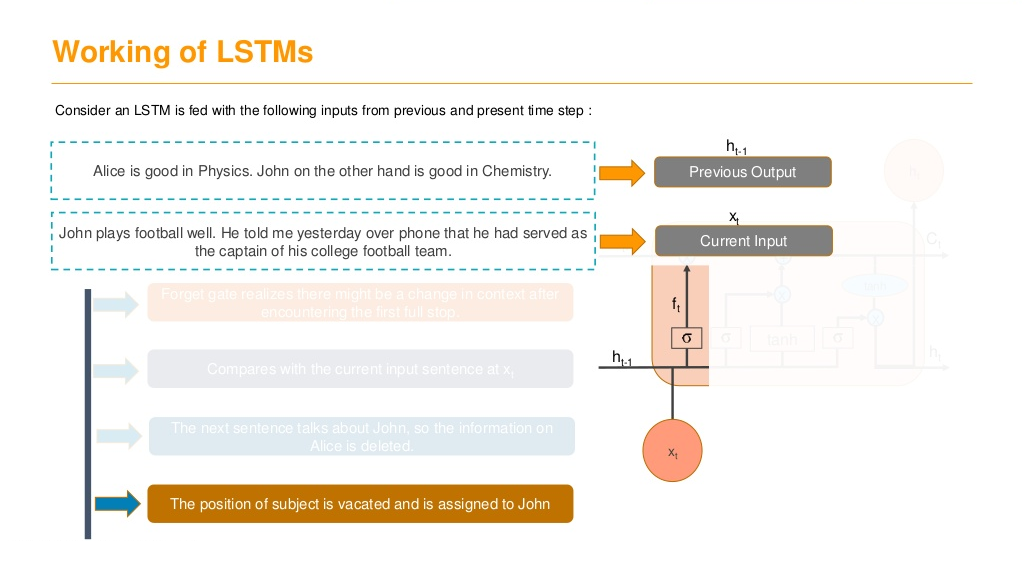 Working of LSTMs
Consider an LSTM is fed with the following inputs from previous and present time step :
Alice is good in Physics. John on the other hand is good in Chemistry.
ht-1
Previous Output
John plays football well. He told me yesterday over phone that he had served as
the captain of his college football team.
xt
Current Input
Ct
Forget gate realizes there might be a change in context after
encountering the first full stop.
ft
σ
σ
tanh
σ
x
x
ht-1
ht
Compares with the current input sentence at xt
The next sentence talks about John, so the information on
Alice is deleted.
xt
The position of subject is vacated and is assigned to John